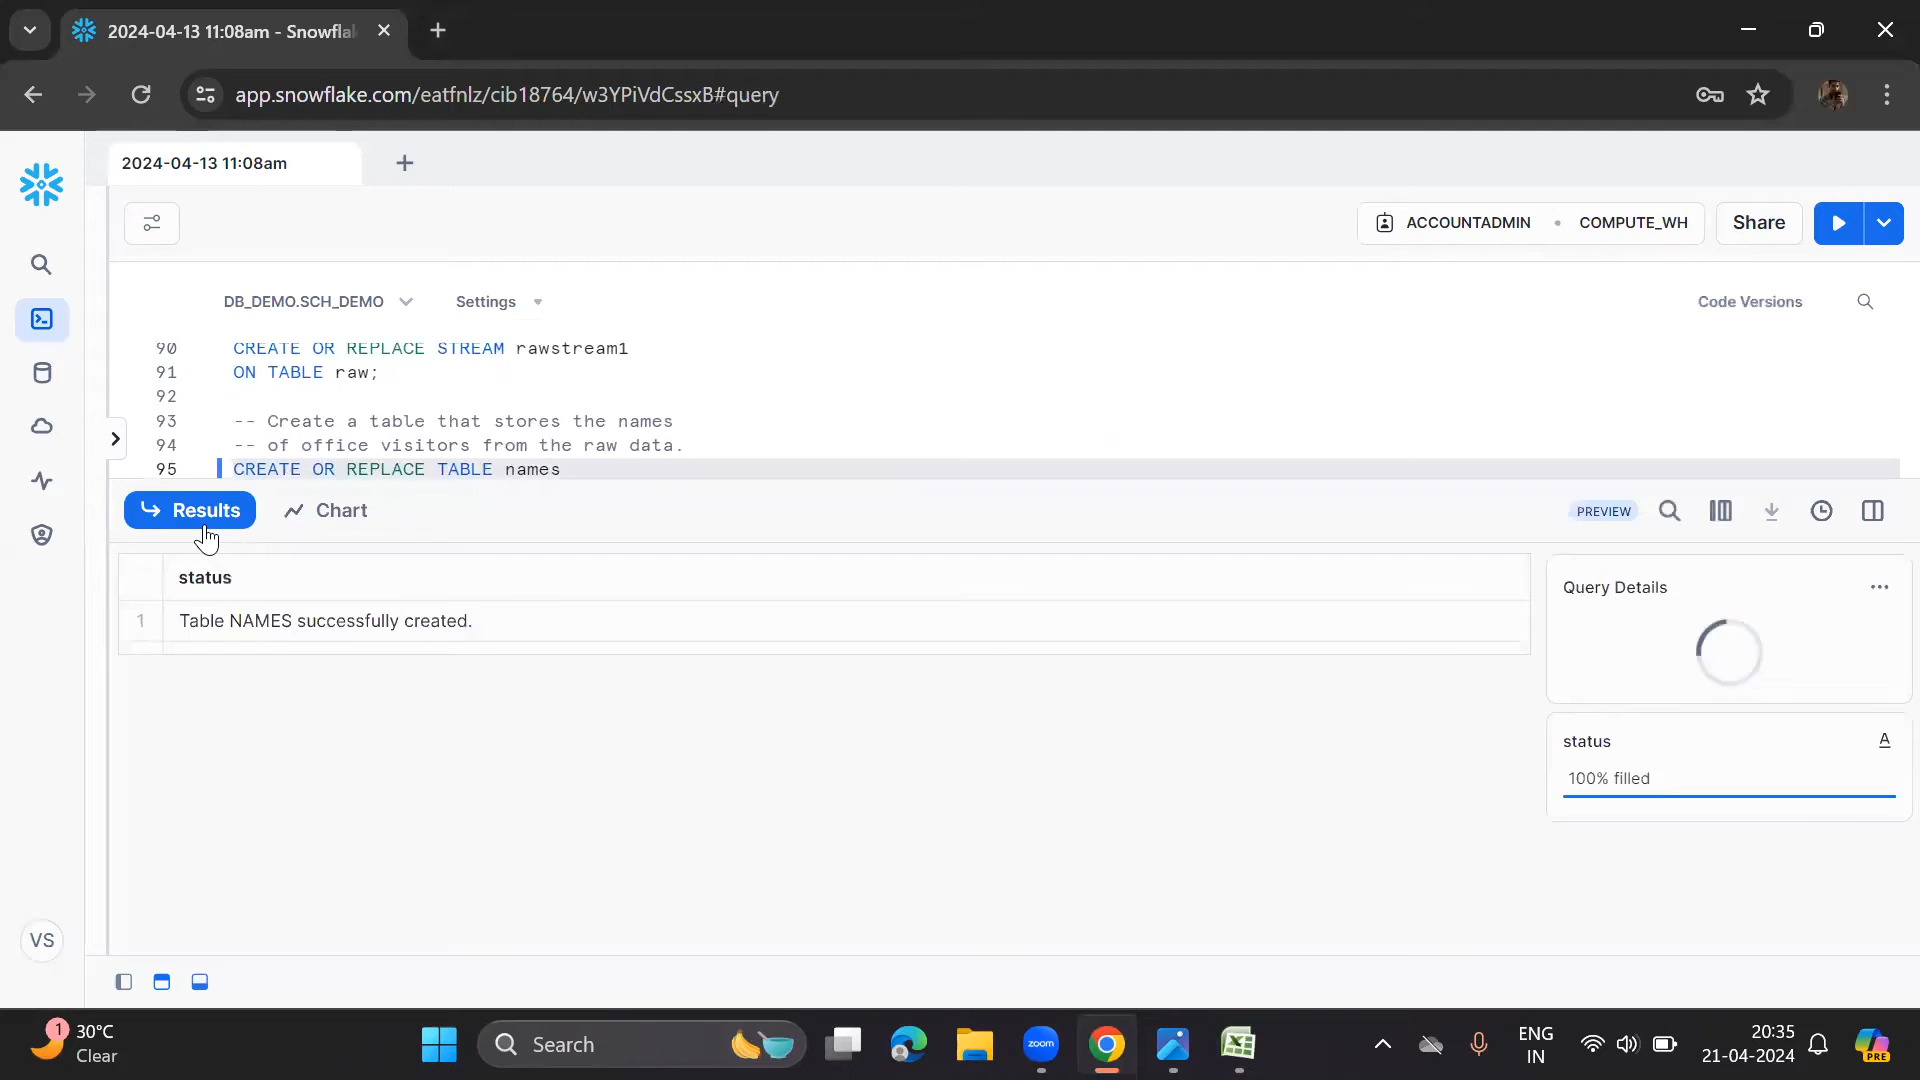 2024-04-13 11:08am - Snowfla
app.snowflake.com/eatfnlz/cib18764/w3YPiVdCssxB#query
2024-04-13 11:08am
ACCOUNTADMIN • COMPUTE_WH
Share
DB_DEMO.SCH_DEMO
Settings
Code Versions
90 CREATE OR REPLACE STREAM rawstream1
91 ON TABLE raw;
92
93 -- Create a table that stores the names
94 -- of office visitors from the raw data.
95 CREATE OR REPLACE TABLE names
Results
Chart
PREVIEW
status
1 Table NAMES successfully created.
Query Details
status
A
100% filled
VS
1
30°C
Clear
Search
zoom
ENG
IN
20:35
21-04-2024
PRE